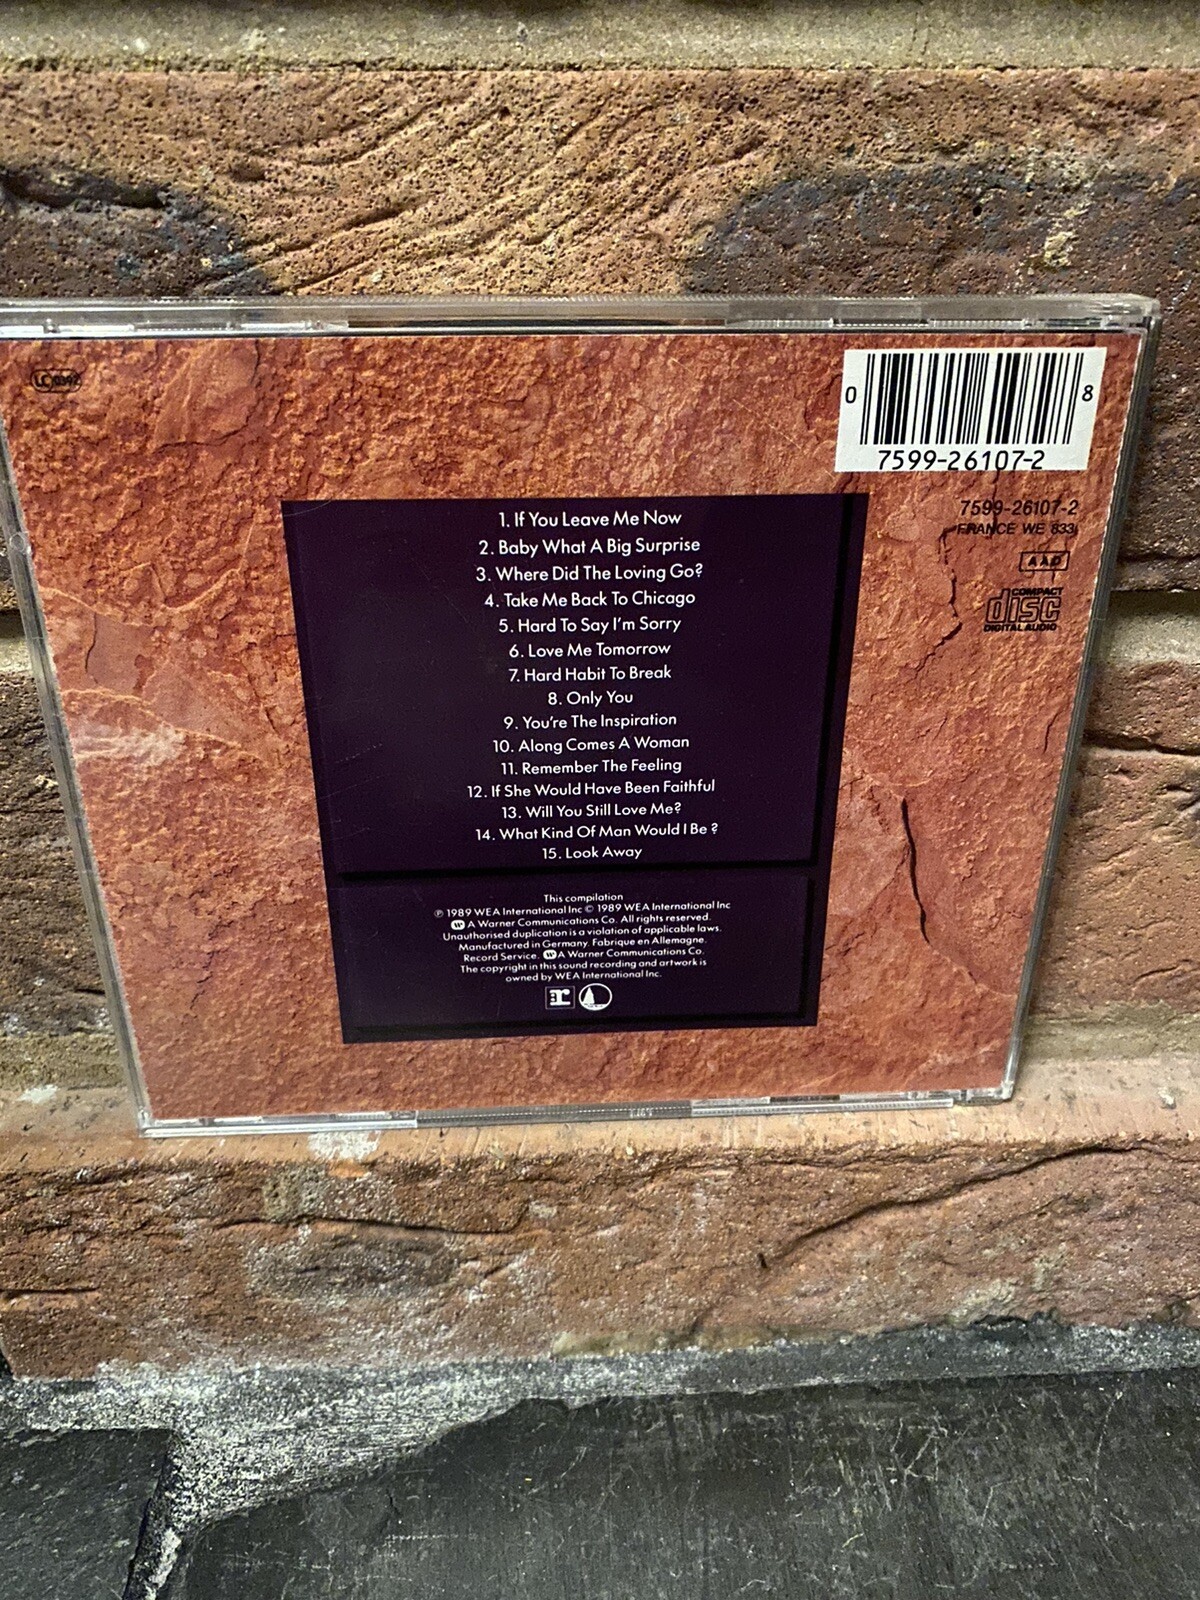 LC 0392
0 8
7599-26107-2
7599-26107-2
FRANCE WE 833
AAD
COMPACT
disc
DIGITAL AUDIO
1. If You Leave Me Now
2. Baby What A Big Surprise
3. Where Did The Loving Go?
4. Take Me Back To Chicago
5. Hard To Say I'm Sorry
6. Love Me Tomorrow
7. Hard Habit To Break
8. Only You
9. You're The Inspiration
10. Along Comes A Woman
11. Remember The Feeling
12. If She Would Have Been Faithful
13. Will You Still Love Me?
14. What Kind Of Man Would I Be ?
15. Look Away
This compilation
℗ 1989 WEA International Inc © 1989 WEA International Inc
W A Warner Communications Co. All rights reserved.
Unauthorised duplication is a violation of applicable laws.
Manufactured in Germany. Fabrique en Allemagne.
Record Service. W A Warner Communications Co.
The copyright in this sound recording and artwork is
owned by WEA International Inc.